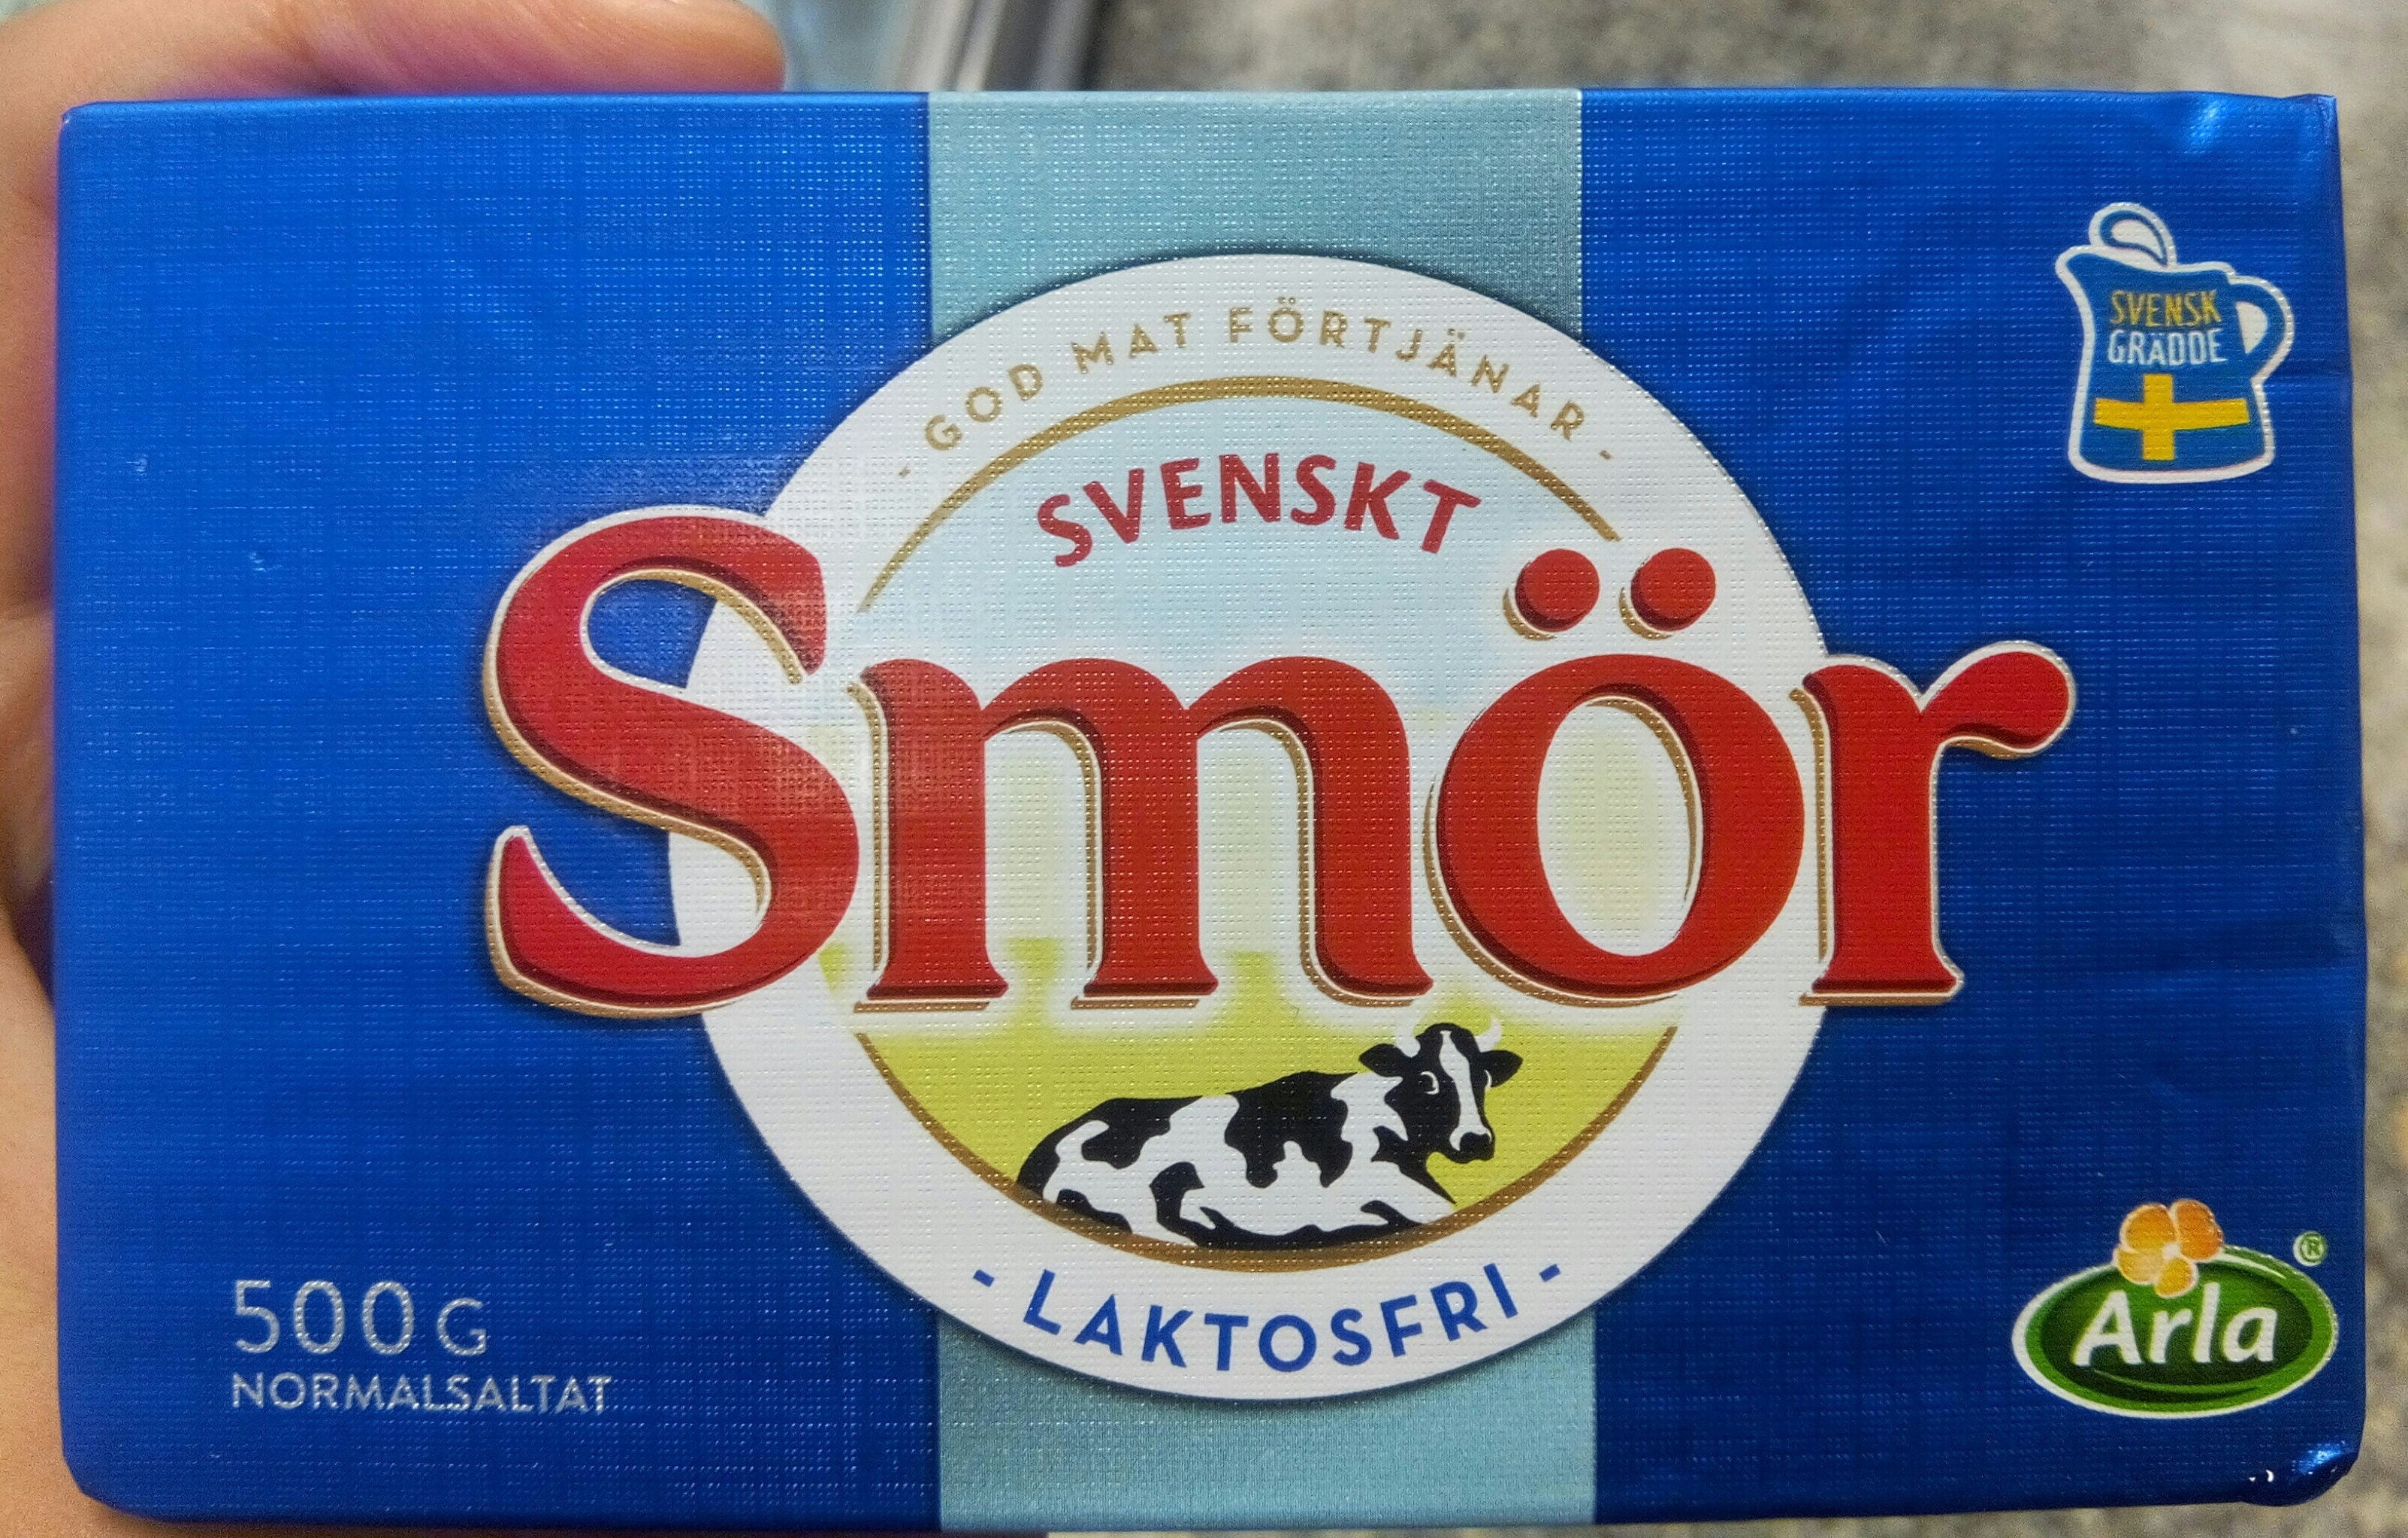 - GOD MAT FÖRTJÄNAR -
SVENSKT
Smör
- LAKTOSFRI -
SVENSK
GRÄDDE
500 G
NORMALSALTAT
Arla ®